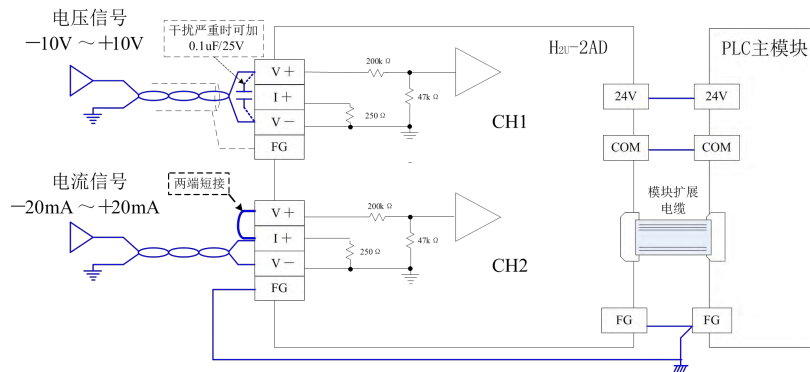 电压信号
−10V ～+10V
干扰严重时可加
0.1uF/25V
H2U-2AD
PLC主模块
V+
I+
V−
FG
200k Ω
47k Ω
250 Ω
CH1
24V
24V
COM
COM
电流信号
−20mA ～+20mA
两端短接
V+
I+
V−
FG
200k Ω
47k Ω
250 Ω
CH2
模块扩展
电缆
FG
FG